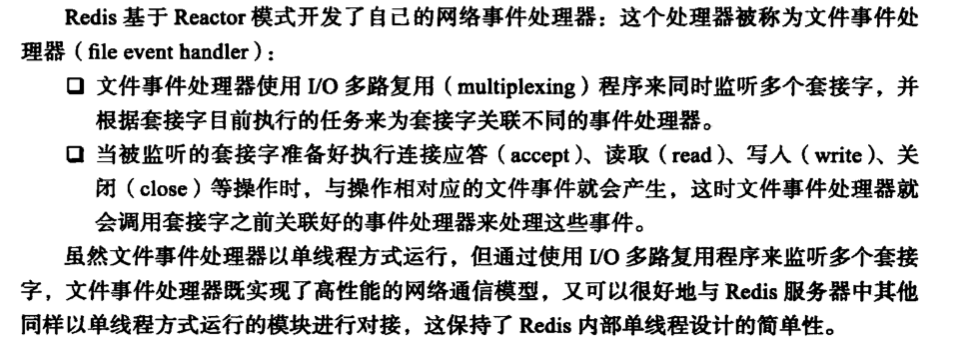 Redis 基于 Reactor 模式开发了自己的网络事件处理器：这个处理器被称为文件事件处
理器（file event handler）：
❑ 文件事件处理器使用 I/O 多路复用（multiplexing）程序来同时监听多个套接字，并
根据套接字目前执行的任务来为套接字关联不同的事件处理器。
❑ 当被监听的套接字准备好执行连接应答（accept）、读取（read）、写入（write）、关
闭（close）等操作时，与操作相对应的文件事件就会产生，这时文件事件处理器就
会调用套接字之前关联好的事件处理器来处理这些事件。
虽然文件事件处理器以单线程方式运行，但通过使用 I/O 多路复用程序来监听多个套接
字，文件事件处理器既实现了高性能的网络通信模型，又可以很好地与 Redis 服务器中其他
同样以单线程方式运行的模块进行对接，这保持了 Redis 内部单线程设计的简单性。